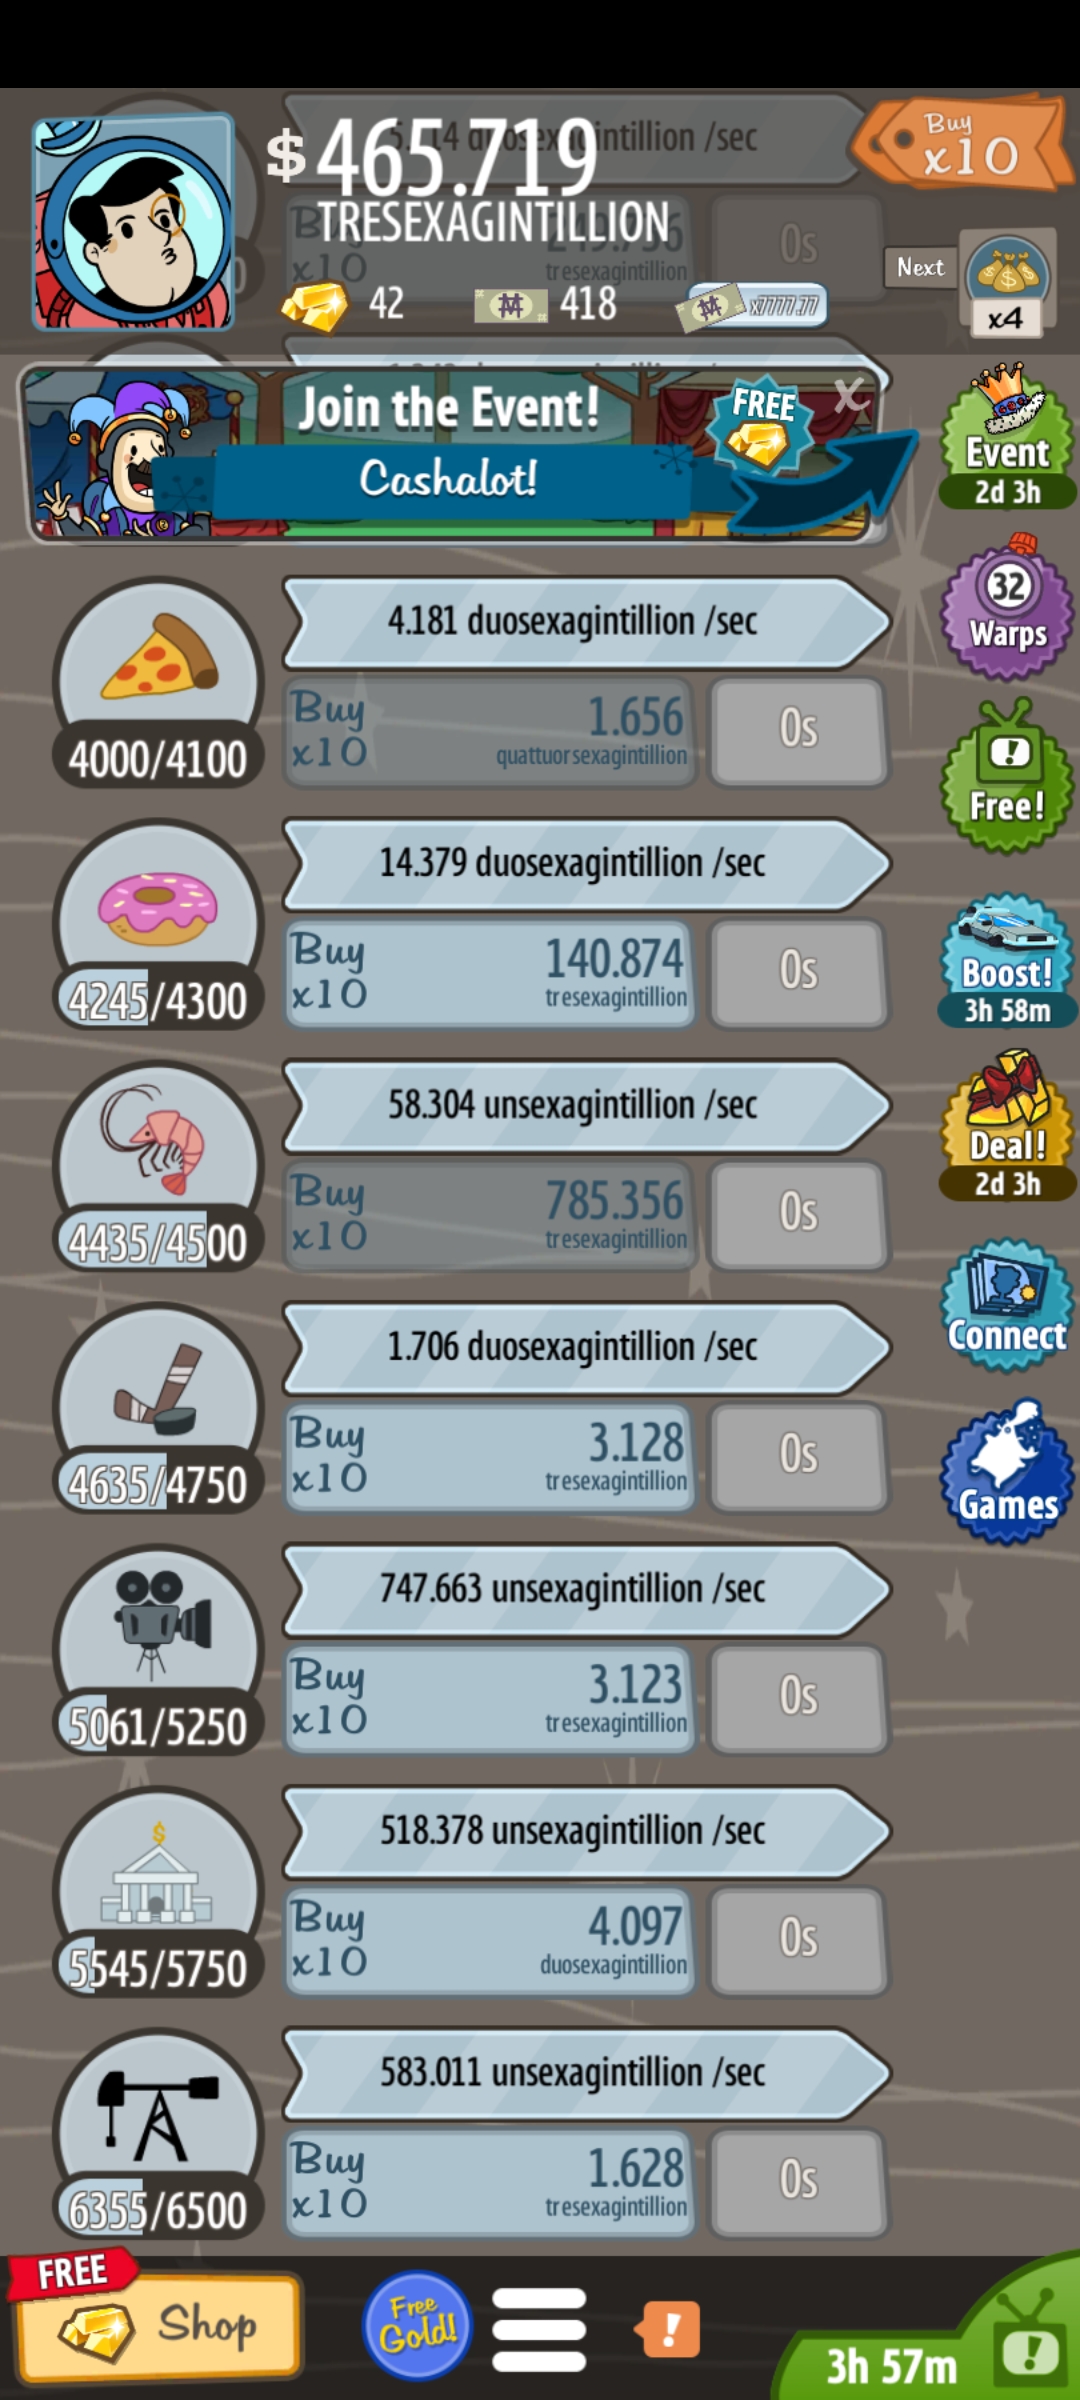 $465.719
TRESEXAGINTILLION
Buy
x10
42
418
x7777.77
Next
x4
duosexagintillion /sec
Buy
x10
tresexagintillion
0s
Join the Event!
Cashalot!
FREE
X
Event
2d 3h
4.181 duosexagintillion /sec
Buy
x10
1.656
quattuorsexagintillion
0s
4000/4100
32
Warps
Free!
14.379 duosexagintillion /sec
Buy
x10
140.874
tresexagintillion
0s
4245/4300
Boost!
3h 58m
58.304 unsexagintillion /sec
Buy
x10
785.356
tresexagintillion
0s
4435/4500
Deal!
2d 3h
1.706 duosexagintillion /sec
Buy
x10
3.128
tresexagintillion
0s
4635/4750
Connect
Games
747.663 unsexagintillion /sec
Buy
x10
3.123
tresexagintillion
0s
5061/5250
518.378 unsexagintillion /sec
Buy
x10
4.097
duosexagintillion
0s
5545/5750
583.011 unsexagintillion /sec
Buy
x10
1.628
tresexagintillion
0s
6355/6500
FREE
Shop
Free
Gold!
!
3h 57m